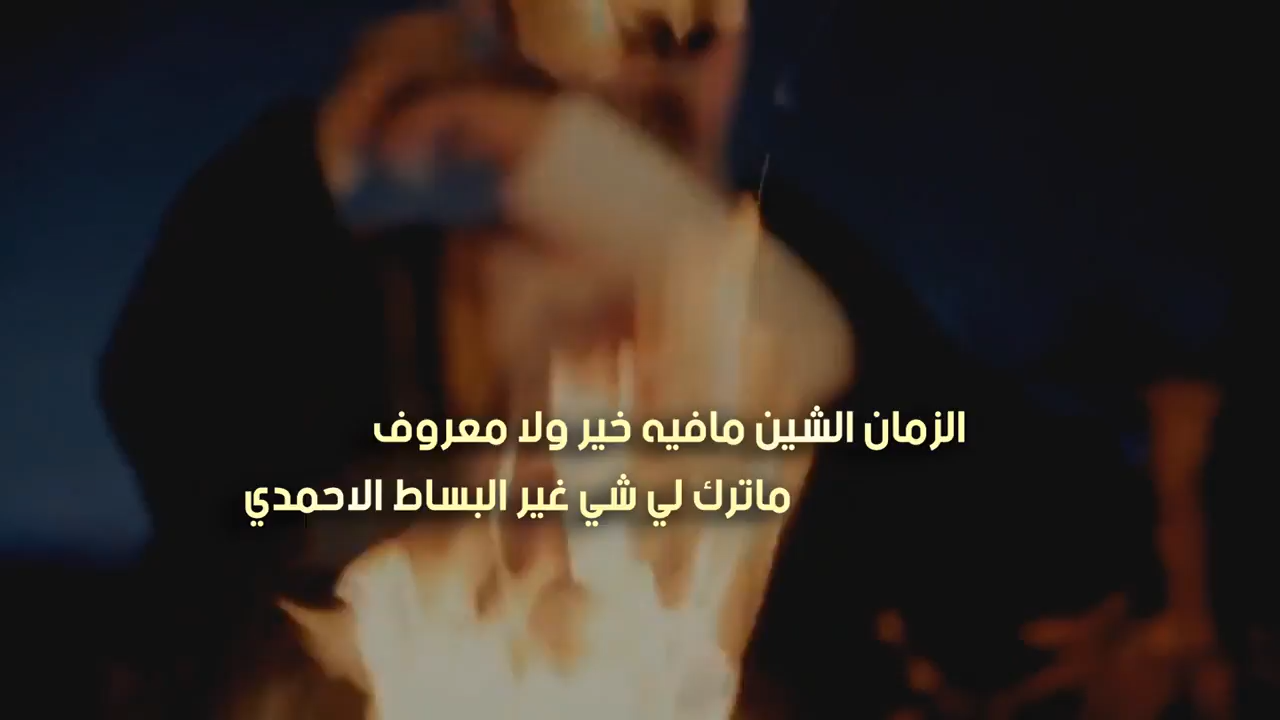 الزمان الشين مافيه خير ولا معروف
ماترك لي شي غير البساط الاحمدي